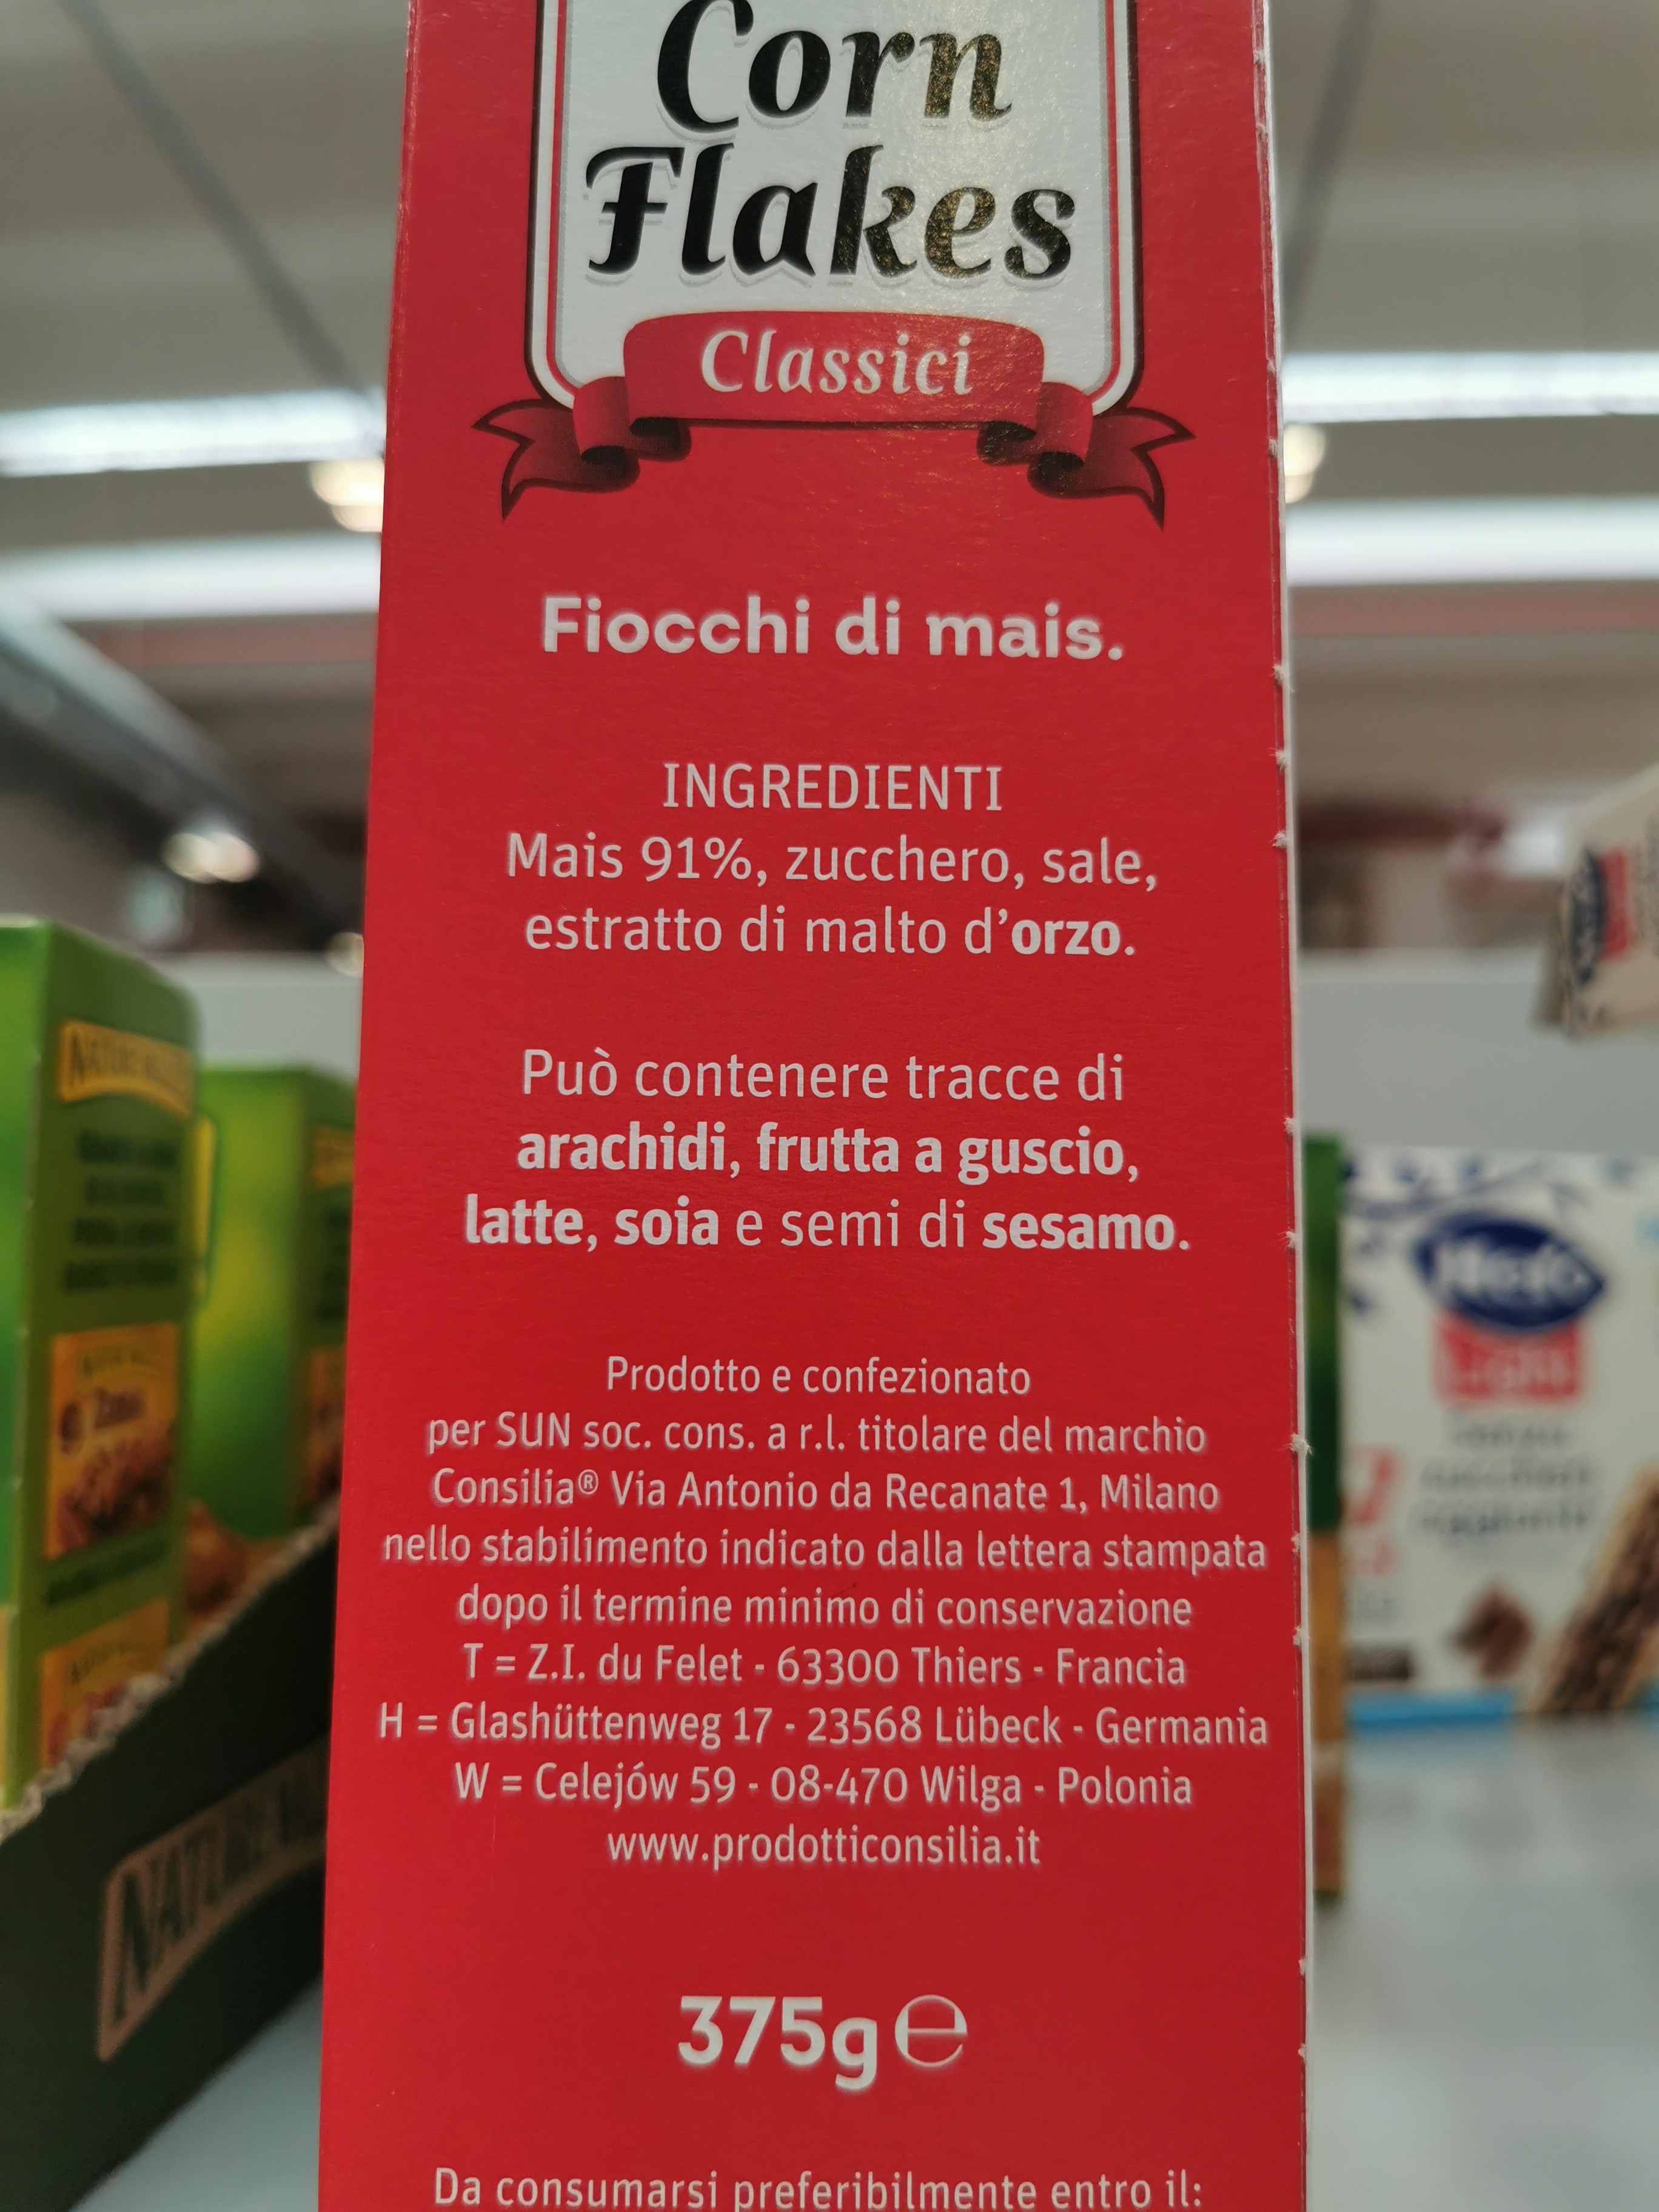 Corn
Flakes
Classici
Fiocchi di mais.
INGREDIENTI
Mais 91%, zucchero, sale,
estratto di malto d'orzo.
Può contenere tracce di
arachidi, frutta a guscio,
latte, soia e semi di sesamo.
Prodotto e confezionato
per SUN soc. cons. a r.l. titolare del marchio
Consilia® Via Antonio da Recanate 1, Milano
nello stabilimento indicato dalla lettera stampata
dopo il termine minimo di conservazione
T = Z.I. du Felet - 63300 Thiers - Francia
H = Glashüttenweg 17 - 23568 Lübeck - Germania
W = Celejów 59 - 08-470 Wilga - Polonia
www.prodotticonsilia.it
375g ℮
Da consumarsi preferibilmente entro il:
NATURE
Hero
Light